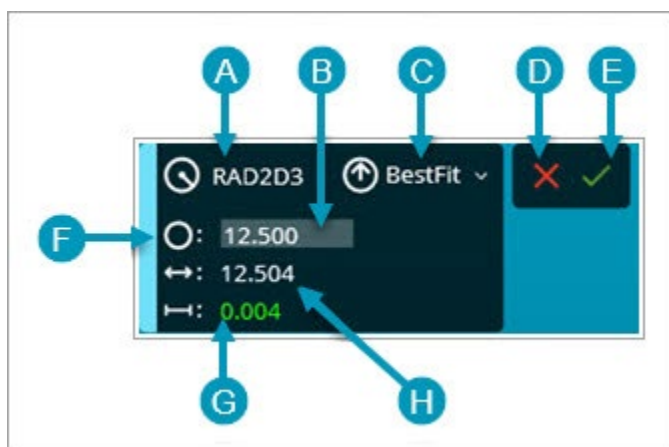 A B C D E
RAD2D3 BestFit
F
: 12.500
: 12.504
: 0.004
G H